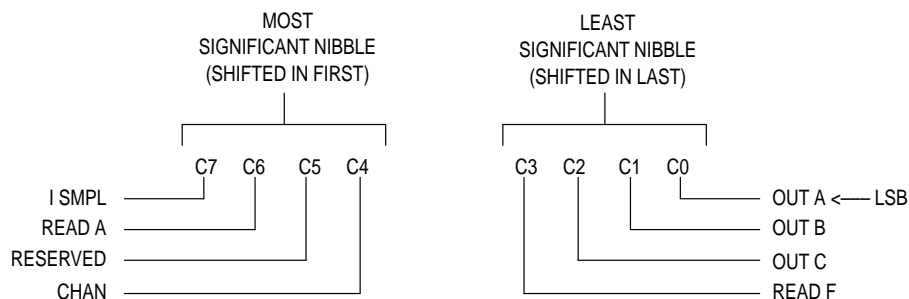 MOST
SIGNIFICANT NIBBLE
(SHIFTED IN FIRST)
LEAST
SIGNIFICANT NIBBLE
(SHIFTED IN LAST)
C7 C6 C5 C4
C3 C2 C1 C0
I SMPL
READ A
RESERVED
CHAN
OUT A <— LSB
OUT B
OUT C
READ F